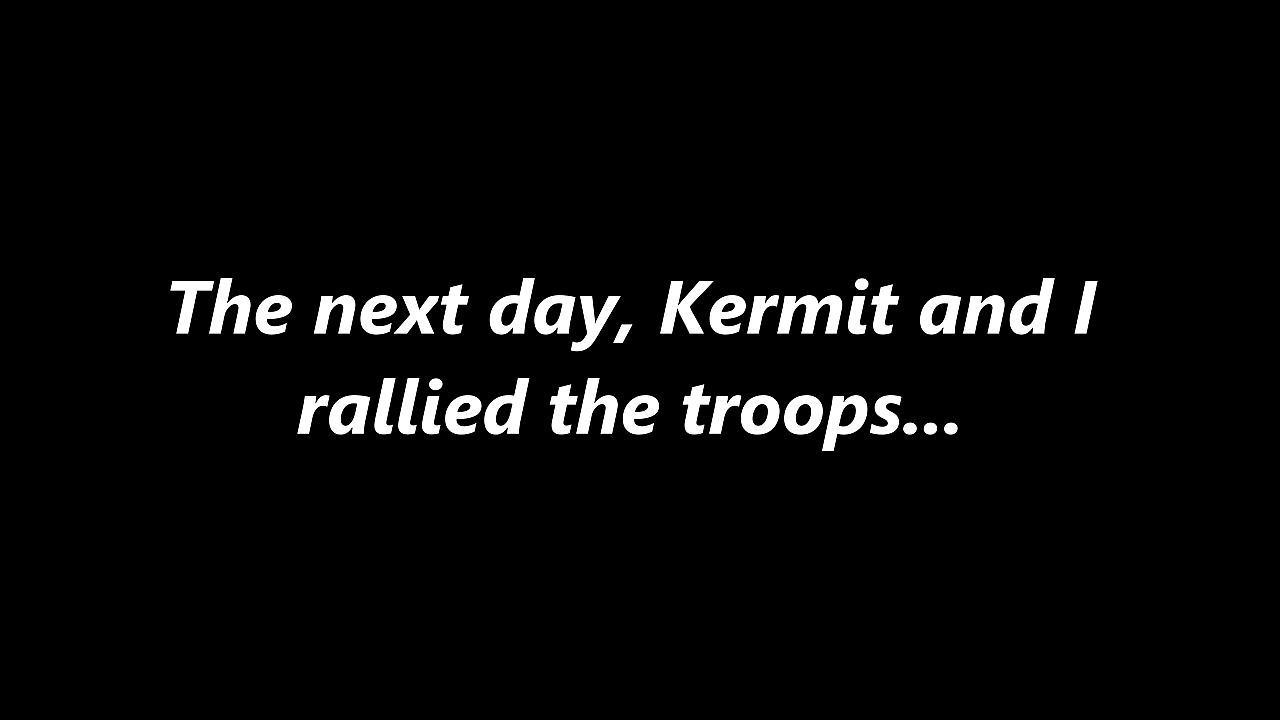 The next day, Kermit and I
rallied the troops...